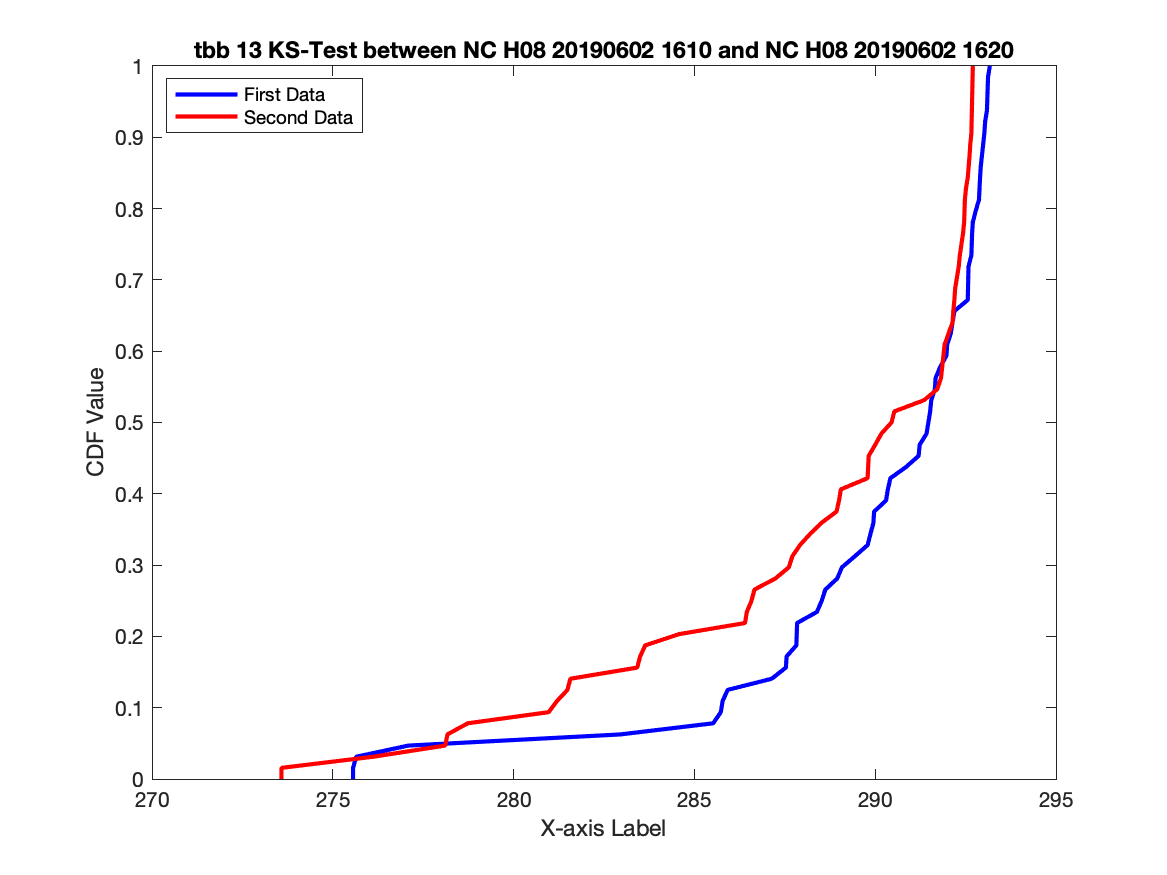 tbb 13 KS-Test between NC H08 20190602 1610 and NC H08 20190602 1620
First Data
Second Data
1
0.9
0.8
0.7
0.6
0.5
0.4
0.3
0.2
0.1
0
CDF Value
270 275 280 285 290 295
X-axis Label